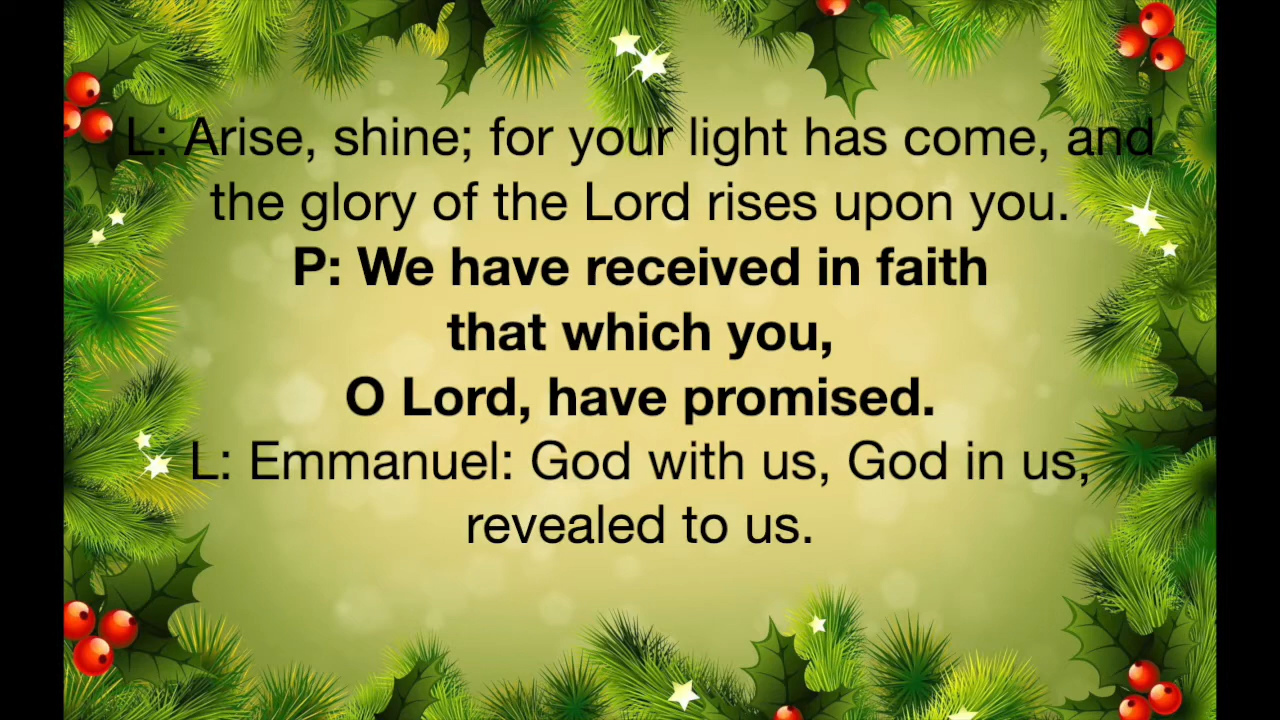 L: Arise, shine; for your light has come, and
the glory of the Lord rises upon you.
P: We have received in faith
that which you,
O Lord, have promised.
L: Emmanuel: God with us, God in us,
revealed to us.